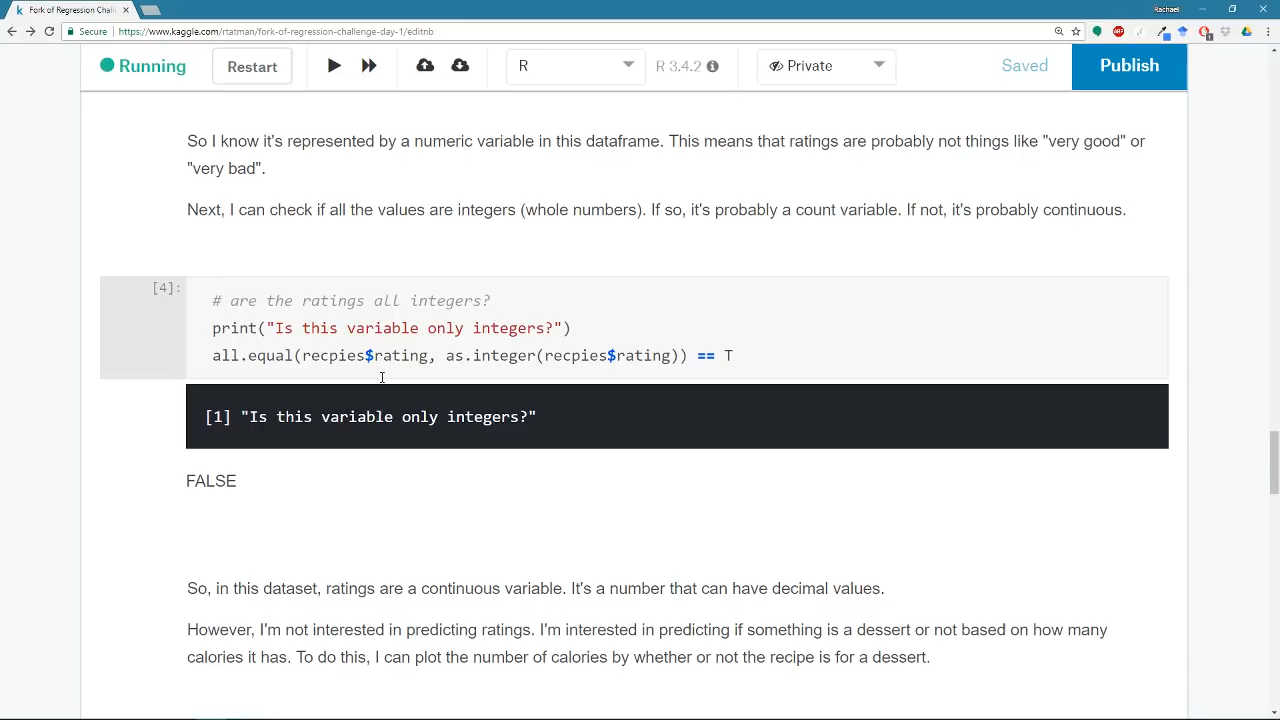 Fork of Regression Chall
Rachael
Secure
https://www.kaggle.com/rtatman/fork-of-regression-challenge-day-1/editnb
Running
Restart
R
R 3.4.2
Private
Saved
Publish
So I know it's represented by a numeric variable in this dataframe. This means that ratings are probably not things like "very good" or
"very bad".
Next, I can check if all the values are integers (whole numbers). If so, it's probably a count variable. If not, it's probably continuous.
[4]:
# are the ratings all integers?
print("Is this variable only integers?")
all.equal(recpies$rating, as.integer(recpies$rating)) == T
[1] "Is this variable only integers?"
FALSE
So, in this dataset, ratings are a continuous variable. It's a number that can have decimal values.
However, I'm not interested in predicting ratings. I'm interested in predicting if something is a dessert or not based on how many
calories it has. To do this, I can plot the number of calories by whether or not the recipe is for a dessert.